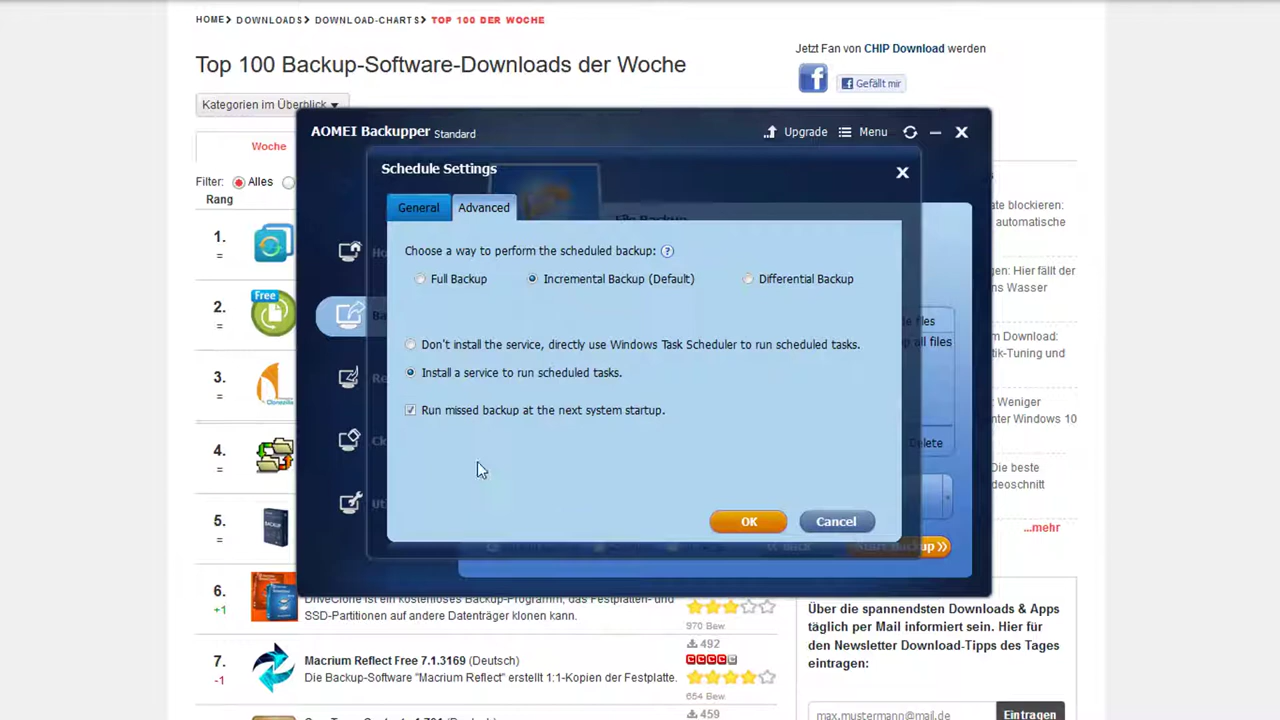 HOME> DOWNLOADS> DOWNLOAD-CHARTS> TOP 100 DER WOCHE
Top 100 Backup-Software-Downloads der Woche
Jetzt Fan von CHIP Download werden
f Gefällt mir
Kategorien im Überblick
Woche
Filter: Alles
Rang
1.
=
2.
=
Free
3.
=
4.
=
5.
=
6.
+1
7.
-1
AOMEI Backupper Standard
Upgrade
Menu
Schedule Settings
General
Advanced
File Backup
Choose a way to perform the scheduled backup: ?
Full Backup
Incremental Backup (Default)
Differential Backup
Don't install the service, directly use Windows Task Scheduler to run scheduled tasks.
Install a service to run scheduled tasks.
Run missed backup at the next system startup.
OK
Cancel
all files
Delete
Start Backup
ate blockieren:
automatische
en: Hier fällt der
ns Wasser
m Download:
tik-Tuning und
Weniger
nter Windows 10
Die beste
deoschnitt
...mehr
DriveClone ist ein kostenloses Backup-Programm, das Festplatten- und
SSD-Partitionen auf andere Datenträger klonen kann.
970 Bew
492
Macrium Reflect Free 7.1.3169 (Deutsch)
Die Backup-Software "Macrium Reflect" erstellt 1:1-Kopien der Festplatte.
654 Bew
459
Über die spannendsten Downloads & Apps
täglich per Mail informiert sein. Hier für
den Newsletter Download-Tipps des Tages
eintragen:
max.mustermann@mail.de
Eintragen